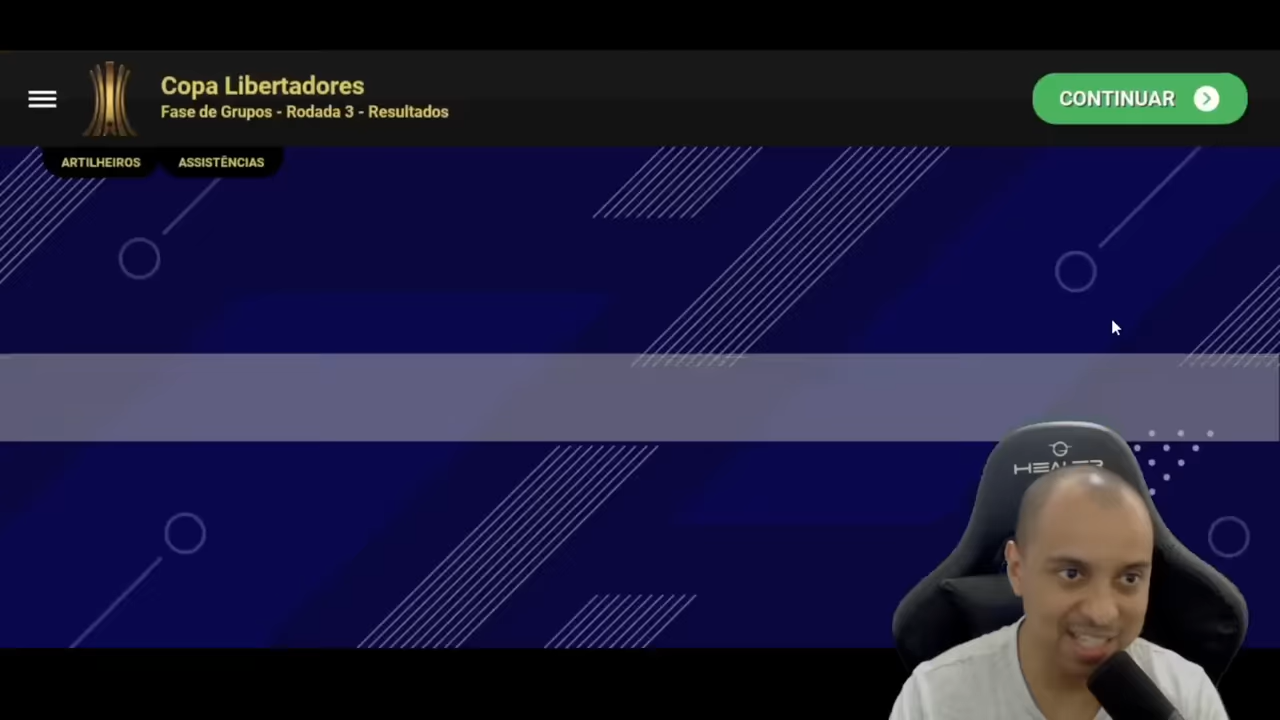 Copa Libertadores
Fase de Grupos - Rodada 3 - Resultados
CONTINUAR
ARTILHEIROS
ASSISTÊNCIAS